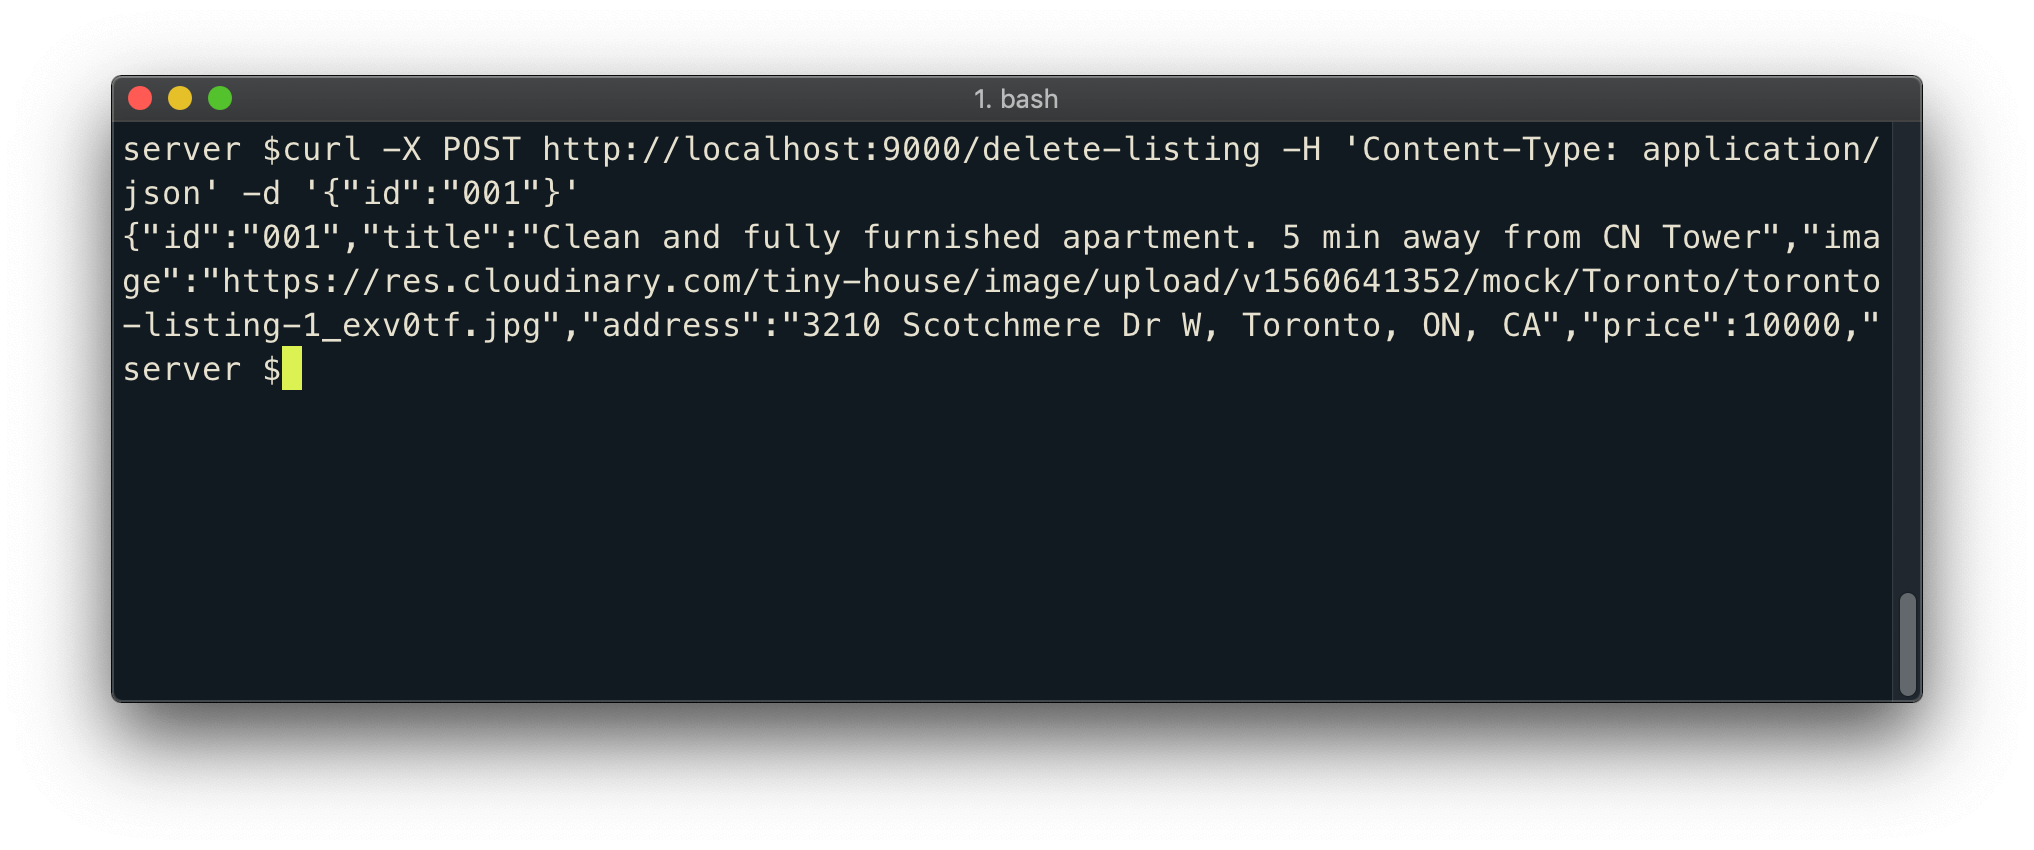 1. bash
server $curl -X POST http://localhost:9000/delete-listing -H 'Content-Type: application/
json' -d '{"id":"001"}'
{"id":"001","title":"Clean and fully furnished apartment. 5 min away from CN Tower","ima
ge":"https://res.cloudinary.com/tiny-house/image/upload/v1560641352/mock/Toronto/toronto
-listing-1_exv0tf.jpg","address":"3210 Scotchmere Dr W, Toronto, ON, CA","price":10000,"
server $